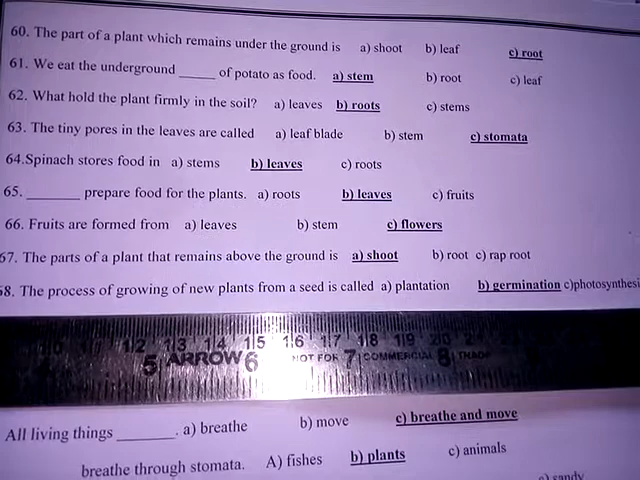 60. The part of a plant which remains under the ground is a) shoot b) leaf c) root
61. We eat the underground ______ of potato as food. a) stem b) root c) leaf
62. What hold the plant firmly in the soil? a) leaves b) roots c) stems
63. The tiny pores in the leaves are called a) leaf blade b) stem c) stomata
64.Spinach stores food in a) stems b) leaves c) roots
65. ________ prepare food for the plants. a) roots b) leaves c) fruits
66. Fruits are formed from a) leaves b) stem c) flowers
67. The parts of a plant that remains above the ground is a) shoot b) root c) rap root
68. The process of growing of new plants from a seed is called a) plantation b) germination c)photosynthesi
12 13 14 15 16 17 18 19 20
5 ARROW 6 NOT FOR 7 COMMERCIAL 8 TRADE
All living things ________. a) breathe b) move c) breathe and move
breathe through stomata. A) fishes b) plants c) animals
c) sandy